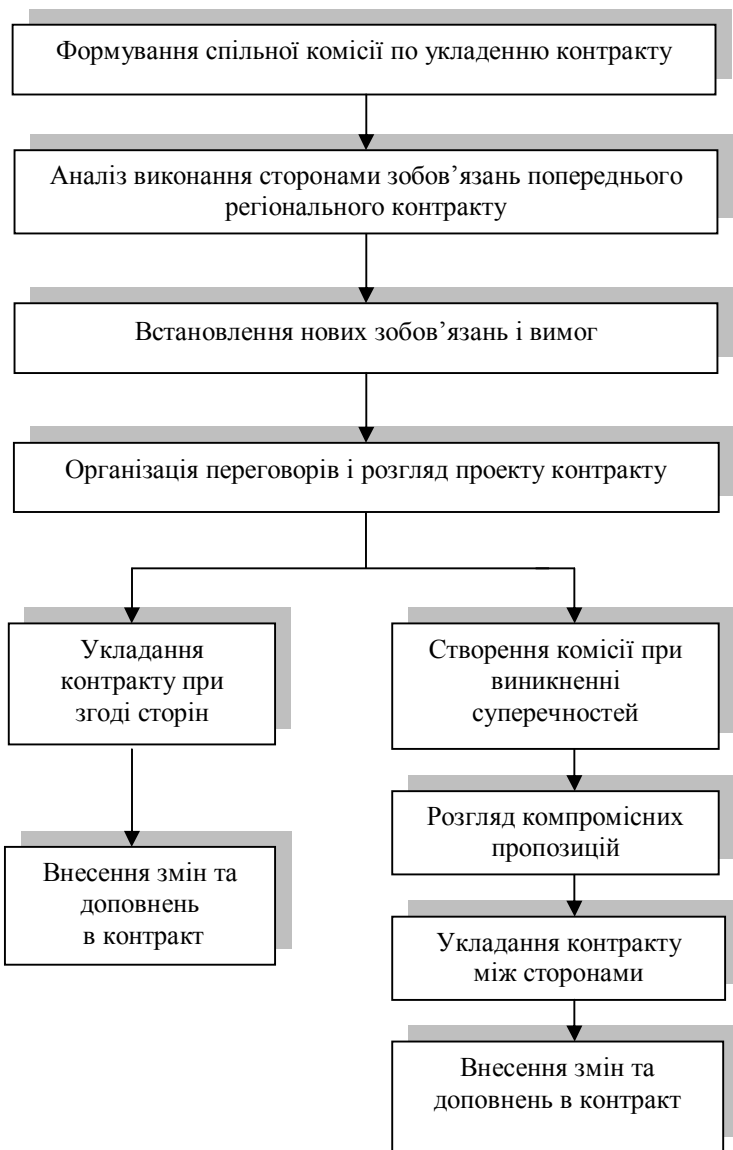 Формування спільної комісії по укладенню контракту
Аналіз виконання сторонами зобов’язань попереднього
регіонального контракту
Встановлення нових зобов’язань і вимог
Організація переговорів і розгляд проекту контракту
Укладання
контракту при
згоді сторін
Внесення змін та
доповнень
в контракт
Створення комісії при
виникненні
суперечностей
Розгляд компромісних
пропозицій
Укладання контракту
між сторонами
Внесення змін та
доповнень в контракт